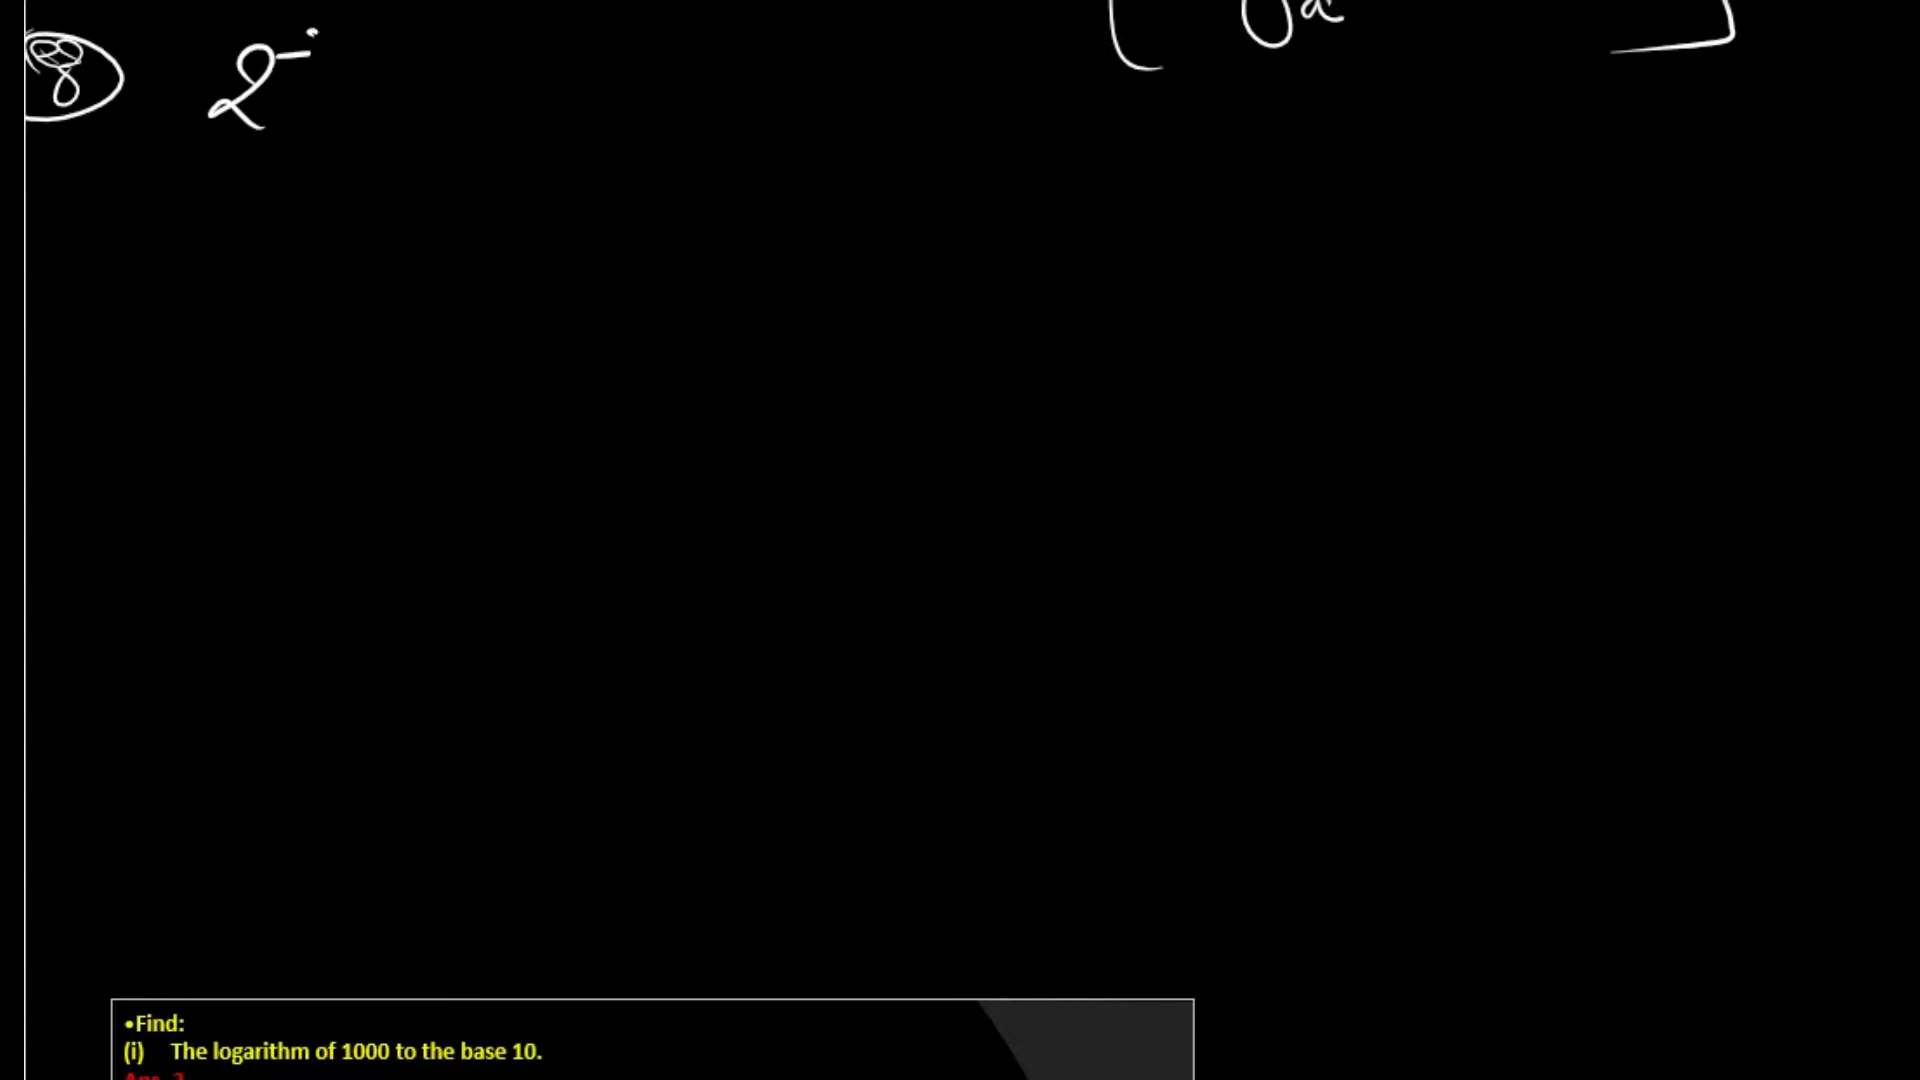 8 2⁻
•Find:
(i) The logarithm of 1000 to the base 10.